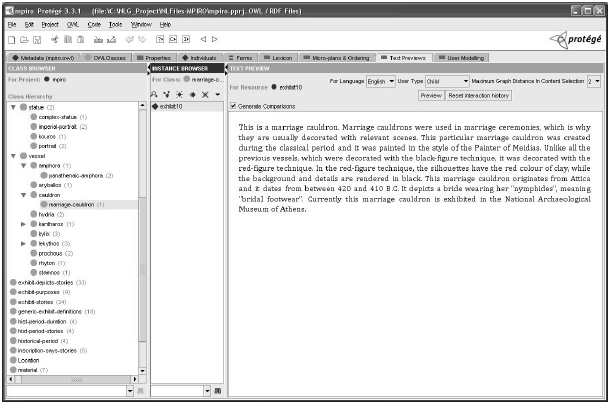 mpiro Protégé 3.3.1 (file:\C:\NLG_Project\NLFiles-MPIRO\mpiro.pprj, OWL / RDF Files)
File Edit Project OWL Code Tools Window Help
protégé
Metadata (mpiro.owl) OWLClasses Properties Individuals Forms Lexicon Micro-plans & Ordering Text Previews User Modelling
CLASS BROWSER
For Project: mpiro
Class Hierarchy
statue (2)
complex-statue (1)
imperial-portrait (2)
kouros (1)
portrait (2)
vessel
amphora (1)
panathenaic-amphora (2)
aryballos (1)
cauldron
marriage-cauldron (1)
hydria (2)
kantharos (1)
kylix (3)
lekythos (3)
prochous (2)
rhyton (1)
stamnos (1)
exhibit-depicts-stories (33)
exhibit-purposes (4)
exhibit-stories (24)
generic-exhibit-definitions (18)
hist-period-duration (4)
hist-period-stories (4)
historical-period (4)
inscription-says-stories (5)
Location
material (7)
INSTANCE BROWSER
For Class: marriage-c...
exhibit10
TEXT PREVIEW
For Language English User Type Child Maximum Graph Distance In Content Selection 2
For Resource exhibit10
Preview Reset interaction history
Generate Comparisons
This is a marriage cauldron. Marriage cauldrons were used in marriage ceremonies, which is why
they are usually decorated with relevant scenes. This particular marriage cauldron was created
during the classical period and it was painted in the style of the Painter of Meidias. Unlike all the
previous vessels, which were decorated with the black-figure technique, it was decorated with the
red-figure technique. In the red-figure technique, the silhouettes have the red colour of clay, while
the background and details are rendered in black. This marriage cauldron originates from Attica
and it dates from between 420 and 410 B.C. It depicts a bride wearing her "nymphides", meaning
"bridal footwear". Currently this marriage cauldron is exhibited in the National Archaeological
Museum of Athens.